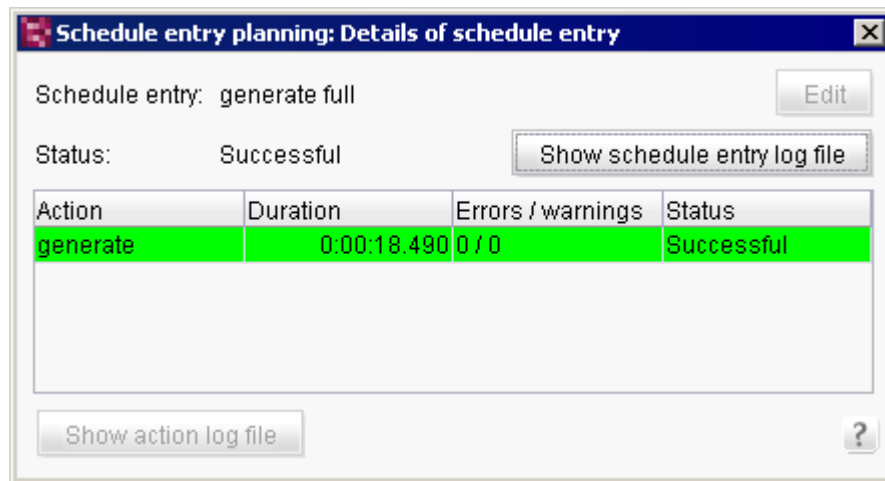 Schedule entry planning: Details of schedule entry
Schedule entry: generate full Edit
Status: Successful Show schedule entry log file
Action Duration Errors / warnings Status
generate 0:00:18.490 0 / 0 Successful
Show action log file ?